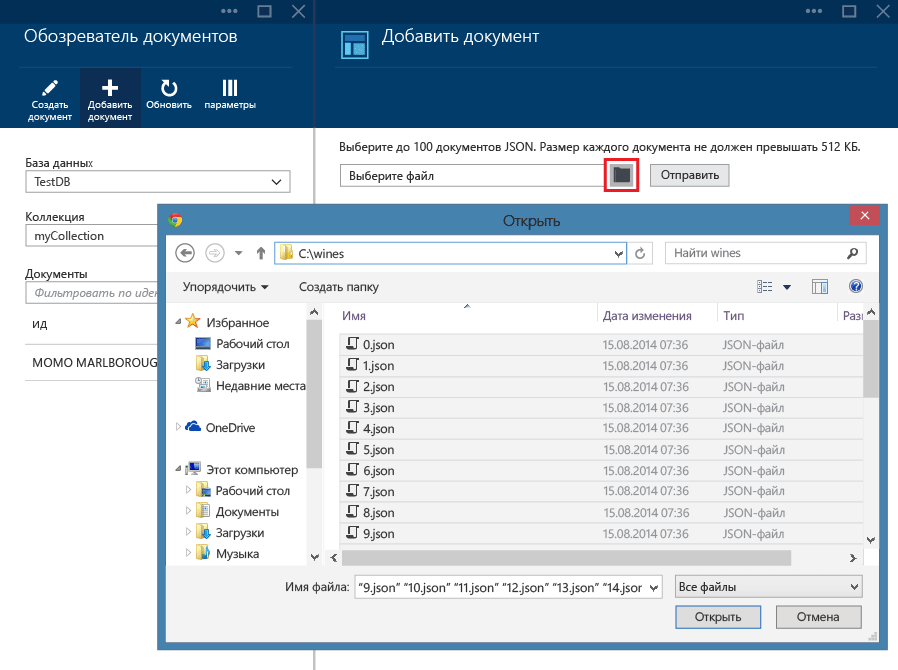 Обозреватель документов
Создать документ
Добавить документ
Обновить
параметры
База данных
TestDB
Коллекция
myCollection
Документы
Фильтровать по иден
ид
MOMO MARLBOROUG
Добавить документ
Выберите до 100 документов JSON. Размер каждого документа не должен превышать 512 КБ.
Выберите файл
Отправить
Открыть
C:\wines
Найти wines
Упорядочить
Создать папку
Избранное
Рабочий стол
Загрузки
Недавние места
OneDrive
Этот компьютер
Рабочий стол
Документы
Загрузки
Музыка
Имя Дата изменения Тип Разм
0.json 15.08.2014 07:36 JSON-файл
1.json 15.08.2014 07:36 JSON-файл
2.json 15.08.2014 07:36 JSON-файл
3.json 15.08.2014 07:36 JSON-файл
4.json 15.08.2014 07:36 JSON-файл
5.json 15.08.2014 07:36 JSON-файл
6.json 15.08.2014 07:36 JSON-файл
7.json 15.08.2014 07:36 JSON-файл
8.json 15.08.2014 07:36 JSON-файл
9.json 15.08.2014 07:36 JSON-файл
Имя файла: "9.json" "10.json" "11.json" "12.json" "13.json" "14.jsor
Все файлы
Открыть
Отмена